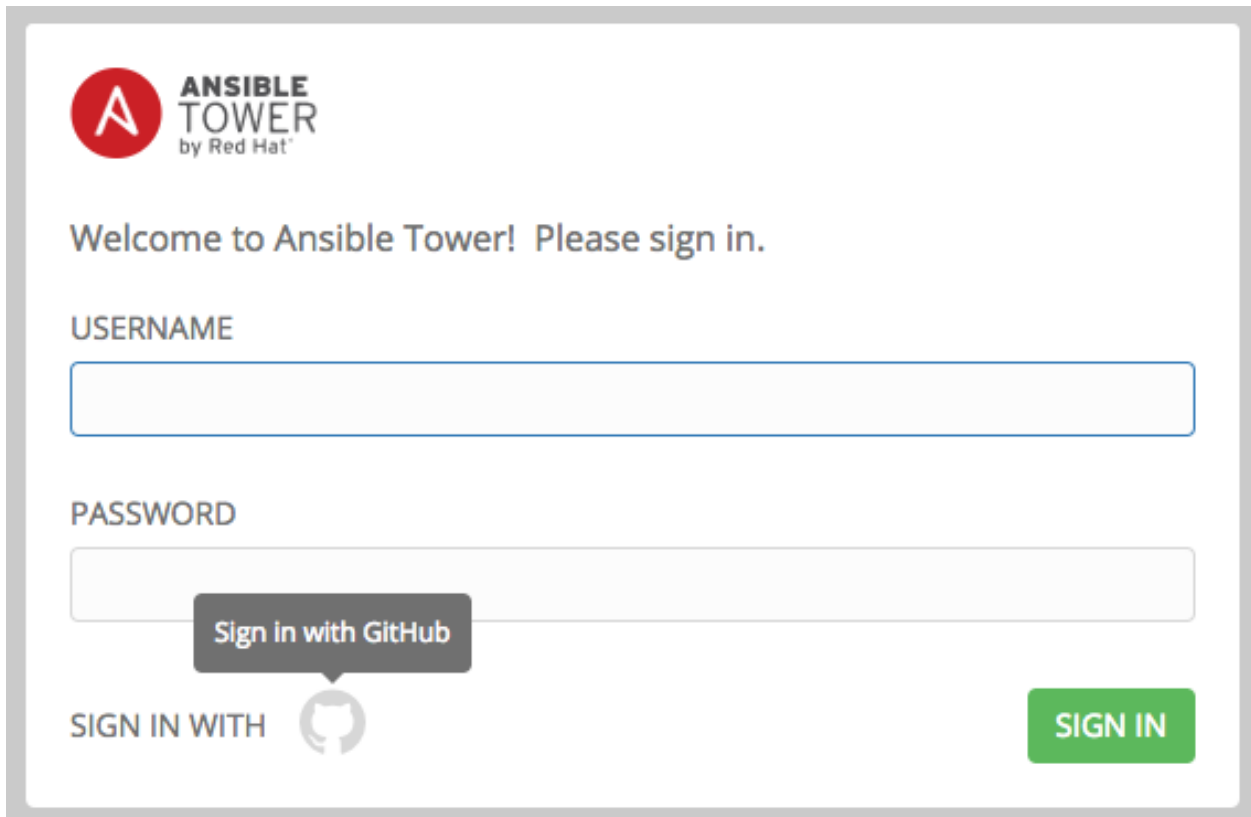 ANSIBLE
TOWER
by Red Hat
Welcome to Ansible Tower! Please sign in.
USERNAME
PASSWORD
Sign in with GitHub
SIGN IN WITH
SIGN IN